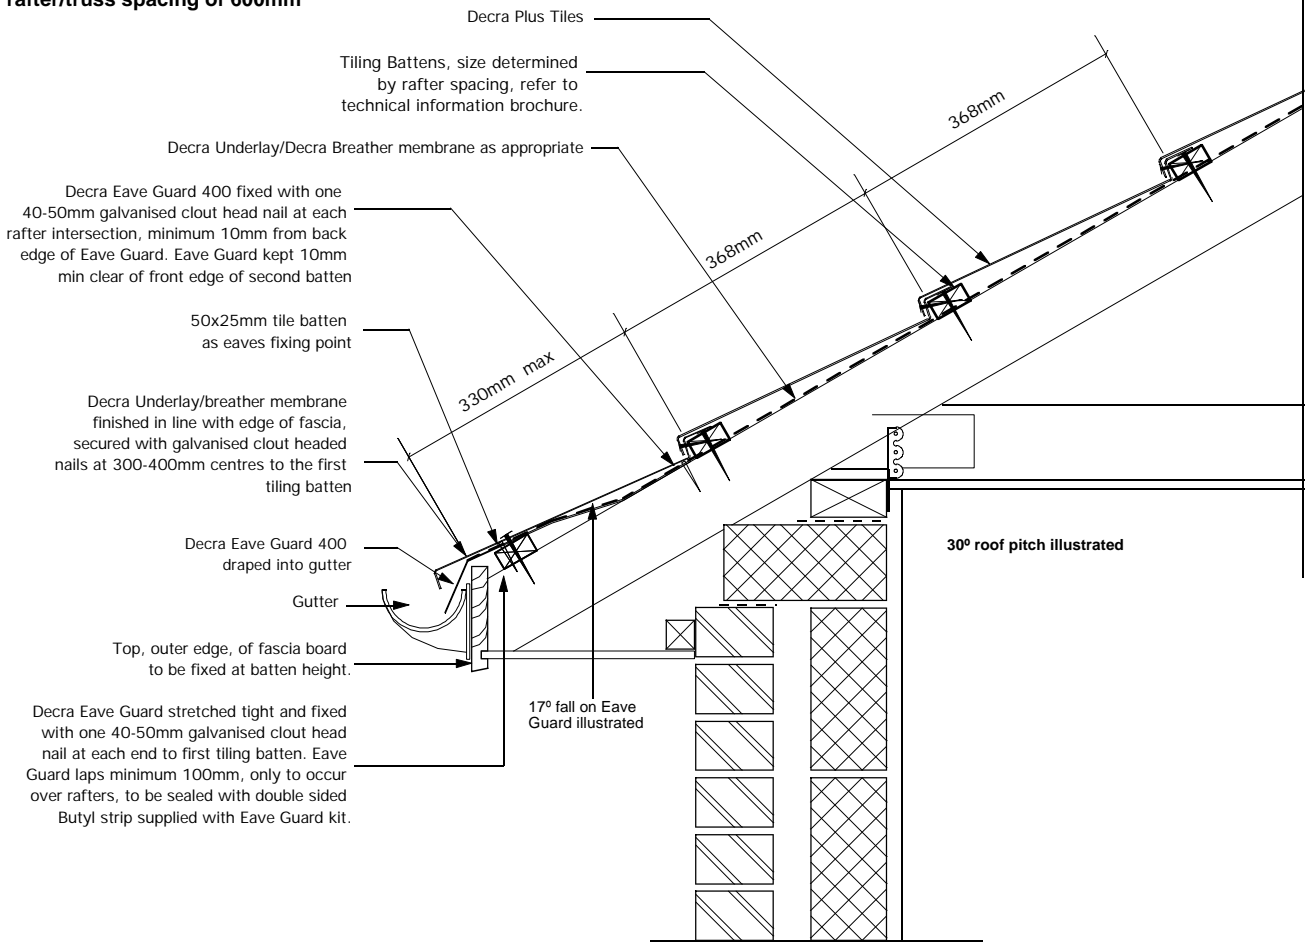 rafter/truss spacing of 600mm
Decra Plus Tiles
Tiling Battens, size determined
by rafter spacing, refer to
technical information brochure.
368mm
Decra Underlay/Decra Breather membrane as appropriate
Decra Eave Guard 400 fixed with one
40-50mm galvanised clout head nail at each
rafter intersection, minimum 10mm from back
edge of Eave Guard. Eave Guard kept 10mm
min clear of front edge of second batten
368mm
50x25mm tile batten
as eaves fixing point
330mm max
Decra Underlay/breather membrane
finished in line with edge of fascia,
secured with galvanised clout headed
nails at 300-400mm centres to the first
tiling batten
Decra Eave Guard 400
draped into gutter
30º roof pitch illustrated
Gutter
Top, outer edge, of fascia board
to be fixed at batten height.
17º fall on Eave
Guard illustrated
Decra Eave Guard stretched tight and fixed
with one 40-50mm galvanised clout head
nail at each end to first tiling batten. Eave
Guard laps minimum 100mm, only to occur
over rafters, to be sealed with double sided
Butyl strip supplied with Eave Guard kit.